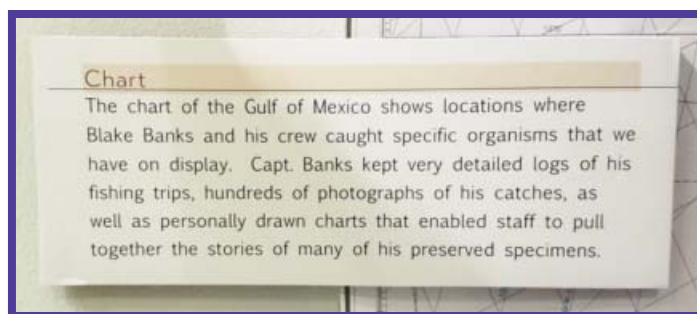 Chart
The chart of the Gulf of Mexico shows locations where
Blake Banks and his crew caught specific organisms that we
have on display. Capt. Banks kept very detailed logs of his
fishing trips, hundreds of photographs of his catches, as
well as personally drawn charts that enabled staff to pull
together the stories of many of his preserved specimens.